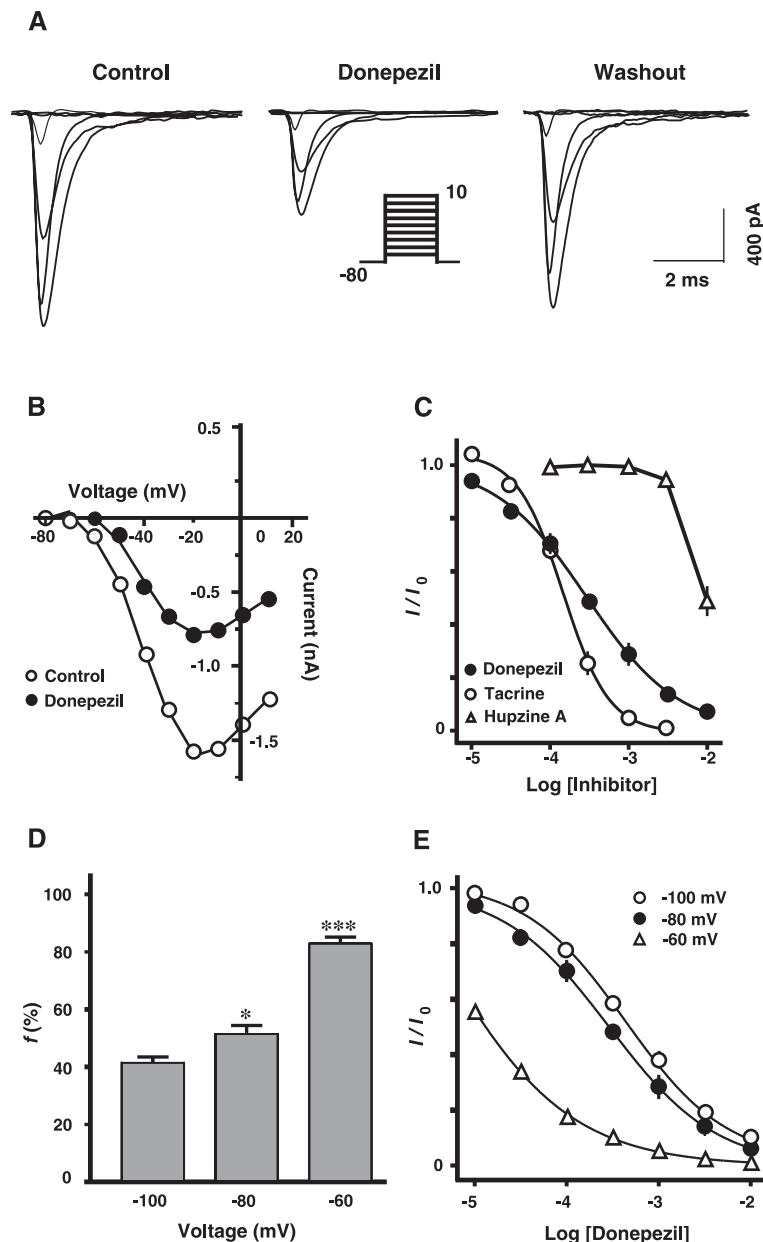 A
Control
Donepezil
Washout
10
-80
2 ms
400 pA
B
0.5
Voltage (mV)
-80
-40
-20
0
20
-0.5
-1.0
-1.5
Current (nA)
Control
Donepezil
C
1.0
0
I/I0
Donepezil
Tacrine
Hupzine A
-5
-4
-3
-2
Log [Inhibitor]
D
100
80
60
40
20
0
f (%)
*
***
-100
-80
-60
Voltage (mV)
E
1.0
0
I/I0
-100 mV
-80 mV
-60 mV
-5
-4
-3
-2
Log [Donepezil]